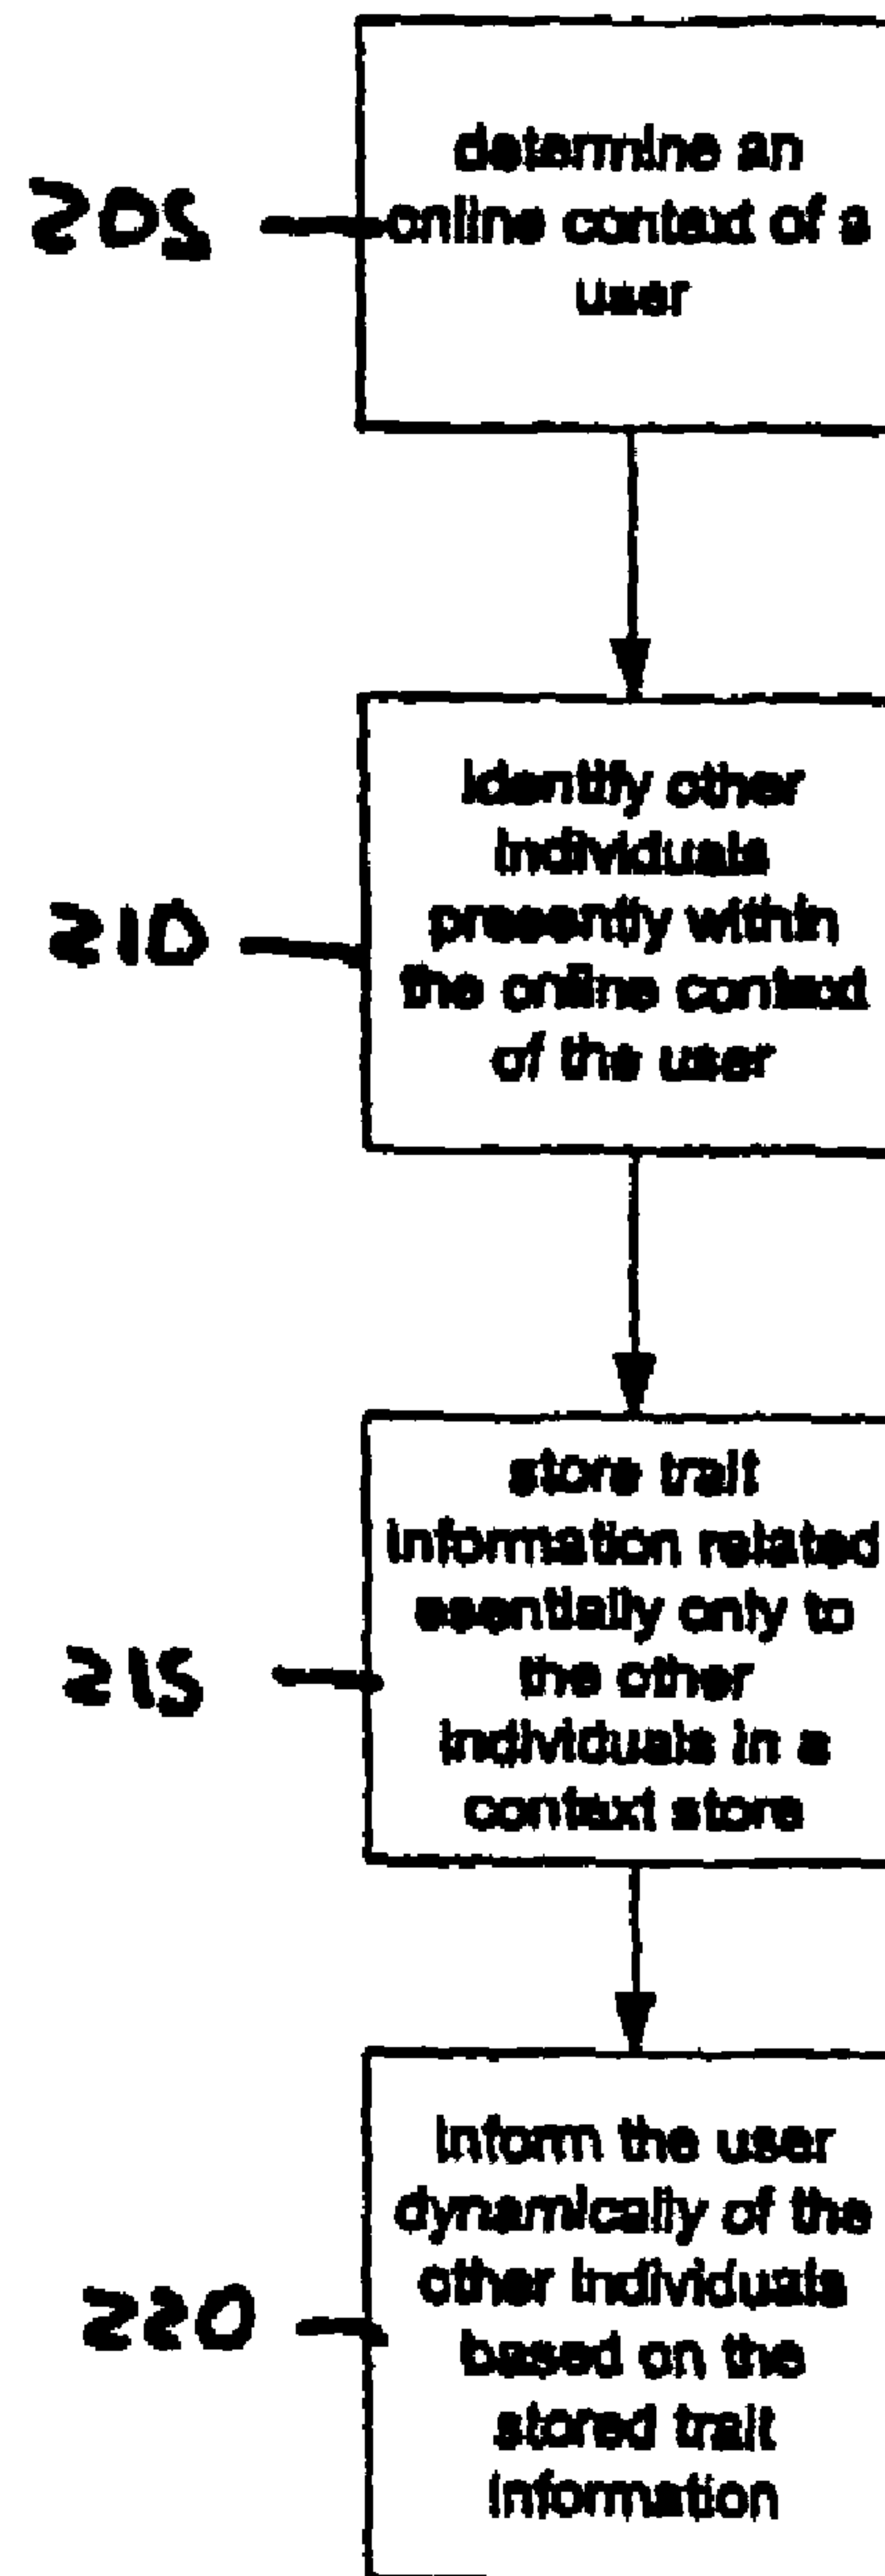 205
determine an
online context of a
user
210
identify other
individuals
presently within
the online context
of the user
215
store trait
information related
essentially only to
the other
individuals in a
context store
220
inform the user
dynamically of the
other individuals
based on the
stored trait
information